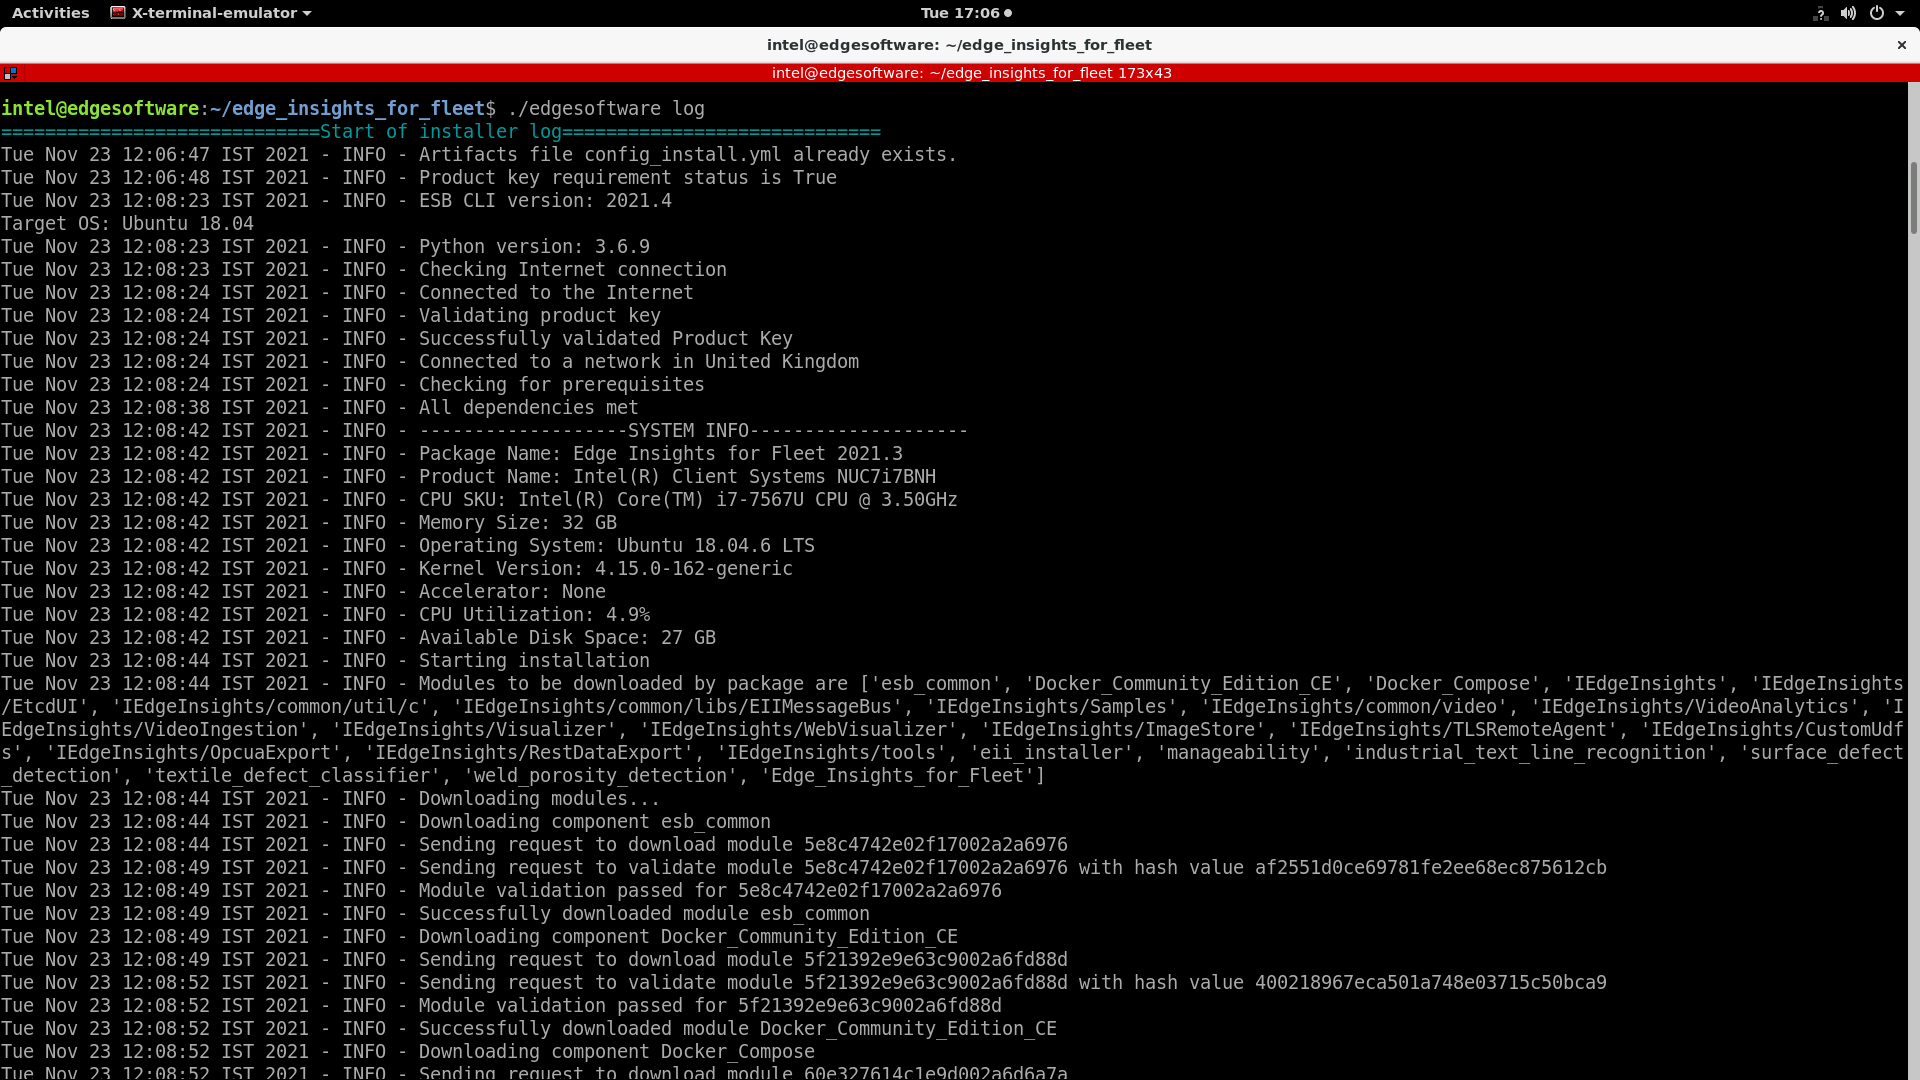 Activities X-terminal-emulator Tue 17:06
intel@edgesoftware: ~/edge_insights_for_fleet
intel@edgesoftware: ~/edge_insights_for_fleet 173x43
intel@edgesoftware:~/edge_insights_for_fleet$ ./edgesoftware log
=============================Start of installer log=============================
Tue Nov 23 12:06:47 IST 2021 - INFO - Artifacts file config_install.yml already exists.
Tue Nov 23 12:06:48 IST 2021 - INFO - Product key requirement status is True
Tue Nov 23 12:08:23 IST 2021 - INFO - ESB CLI version: 2021.4
Target OS: Ubuntu 18.04
Tue Nov 23 12:08:23 IST 2021 - INFO - Python version: 3.6.9
Tue Nov 23 12:08:23 IST 2021 - INFO - Checking Internet connection
Tue Nov 23 12:08:24 IST 2021 - INFO - Connected to the Internet
Tue Nov 23 12:08:24 IST 2021 - INFO - Validating product key
Tue Nov 23 12:08:24 IST 2021 - INFO - Successfully validated Product Key
Tue Nov 23 12:08:24 IST 2021 - INFO - Connected to a network in United Kingdom
Tue Nov 23 12:08:24 IST 2021 - INFO - Checking for prerequisites
Tue Nov 23 12:08:38 IST 2021 - INFO - All dependencies met
Tue Nov 23 12:08:42 IST 2021 - INFO - -------------------SYSTEM INFO--------------------
Tue Nov 23 12:08:42 IST 2021 - INFO - Package Name: Edge Insights for Fleet 2021.3
Tue Nov 23 12:08:42 IST 2021 - INFO - Product Name: Intel(R) Client Systems NUC7i7BNH
Tue Nov 23 12:08:42 IST 2021 - INFO - CPU SKU: Intel(R) Core(TM) i7-7567U CPU @ 3.50GHz
Tue Nov 23 12:08:42 IST 2021 - INFO - Memory Size: 32 GB
Tue Nov 23 12:08:42 IST 2021 - INFO - Operating System: Ubuntu 18.04.6 LTS
Tue Nov 23 12:08:42 IST 2021 - INFO - Kernel Version: 4.15.0-162-generic
Tue Nov 23 12:08:42 IST 2021 - INFO - Accelerator: None
Tue Nov 23 12:08:42 IST 2021 - INFO - CPU Utilization: 4.9%
Tue Nov 23 12:08:42 IST 2021 - INFO - Available Disk Space: 27 GB
Tue Nov 23 12:08:44 IST 2021 - INFO - Starting installation
Tue Nov 23 12:08:44 IST 2021 - INFO - Modules to be downloaded by package are ['esb_common', 'Docker_Community_Edition_CE', 'Docker_Compose', 'IEdgeInsights', 'IEdgeInsights
/EtcdUI', 'IEdgeInsights/common/util/c', 'IEdgeInsights/common/libs/EIIMessageBus', 'IEdgeInsights/Samples', 'IEdgeInsights/common/video', 'IEdgeInsights/VideoAnalytics', 'I
EdgeInsights/VideoIngestion', 'IEdgeInsights/Visualizer', 'IEdgeInsights/WebVisualizer', 'IEdgeInsights/ImageStore', 'IEdgeInsights/TLSRemoteAgent', 'IEdgeInsights/CustomUdf
s', 'IEdgeInsights/OpcuaExport', 'IEdgeInsights/RestDataExport', 'IEdgeInsights/tools', 'eii_installer', 'manageability', 'industrial_text_line_recognition', 'surface_defect
_detection', 'textile_defect_classifier', 'weld_porosity_detection', 'Edge_Insights_for_Fleet']
Tue Nov 23 12:08:44 IST 2021 - INFO - Downloading modules...
Tue Nov 23 12:08:44 IST 2021 - INFO - Downloading component esb_common
Tue Nov 23 12:08:44 IST 2021 - INFO - Sending request to download module 5e8c4742e02f17002a2a6976
Tue Nov 23 12:08:49 IST 2021 - INFO - Sending request to validate module 5e8c4742e02f17002a2a6976 with hash value af2551d0ce69781fe2ee68ec875612cb
Tue Nov 23 12:08:49 IST 2021 - INFO - Module validation passed for 5e8c4742e02f17002a2a6976
Tue Nov 23 12:08:49 IST 2021 - INFO - Successfully downloaded module esb_common
Tue Nov 23 12:08:49 IST 2021 - INFO - Downloading component Docker_Community_Edition_CE
Tue Nov 23 12:08:49 IST 2021 - INFO - Sending request to download module 5f21392e9e63c9002a6fd88d
Tue Nov 23 12:08:52 IST 2021 - INFO - Sending request to validate module 5f21392e9e63c9002a6fd88d with hash value 400218967eca501a748e03715c50bca9
Tue Nov 23 12:08:52 IST 2021 - INFO - Module validation passed for 5f21392e9e63c9002a6fd88d
Tue Nov 23 12:08:52 IST 2021 - INFO - Successfully downloaded module Docker_Community_Edition_CE
Tue Nov 23 12:08:52 IST 2021 - INFO - Downloading component Docker_Compose
Tue Nov 23 12:08:52 IST 2021 - INFO - Sending request to download module 60e327614c1e9d002a6d6a7a